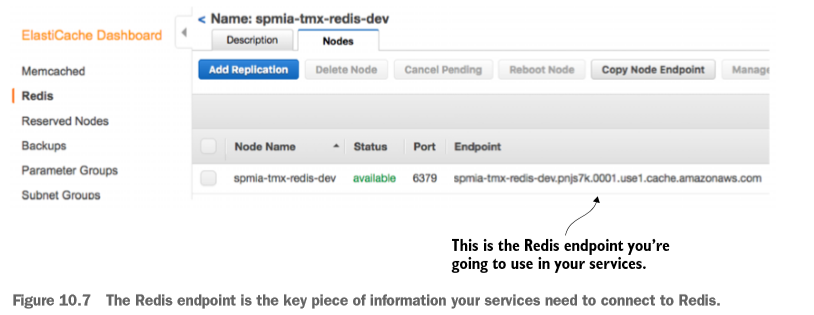 < Name: spmia-tmx-redis-dev
ElastiCache Dashboard
Description Nodes
Add Replication Delete Node Cancel Pending Reboot Node Copy Node Endpoint Manage
Memcached
Redis
Reserved Nodes
Backups
Parameter Groups
Subnet Groups
Node Name Status Port Endpoint
spmia-tmx-redis-dev available 6379 spmia-tmx-redis-dev.pnjs7k.0001.use1.cache.amazonaws.com
This is the Redis endpoint you're
going to use in your services.
Figure 10.7 The Redis endpoint is the key piece of information your services need to connect to Redis.